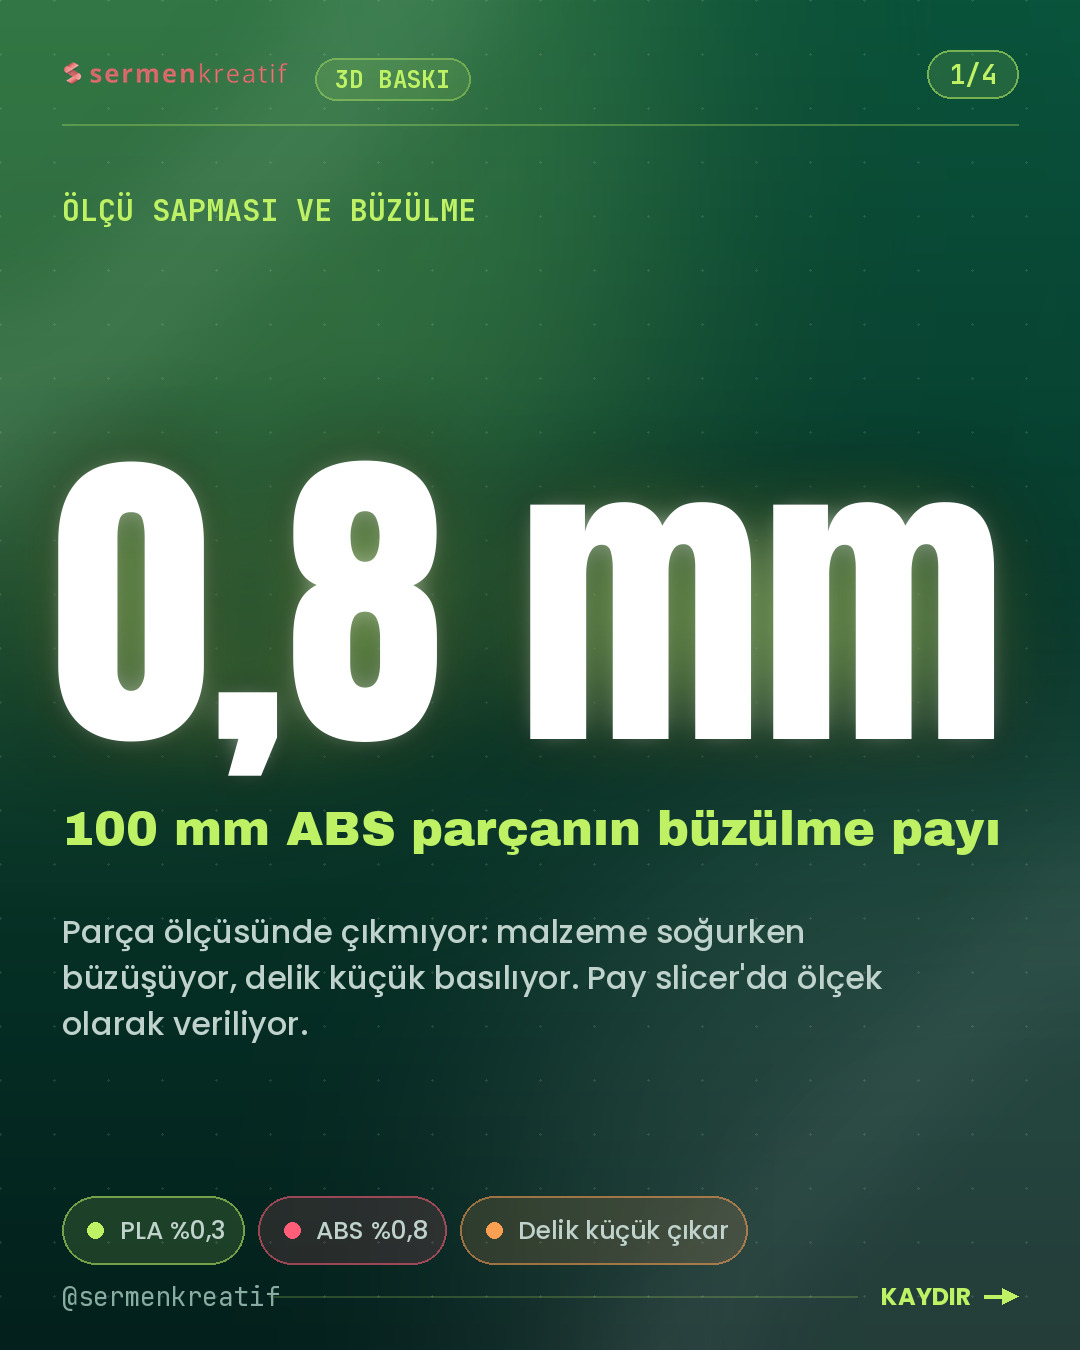 sermenkreatif
3D BASKI
1/4
ÖLÇÜ SAPMASI VE BÜZÜLME
0,8 mm
100 mm ABS parçanın büzülme payı
Parça ölçüsünde çıkmıyor: malzeme soğurken
büzüşüyor, delik küçük basılıyor. Pay slicer'da ölçek
olarak veriliyor.
PLA %0,3
ABS %0,8
Delik küçük çıkar
@sermenkreatif
KAYDIR